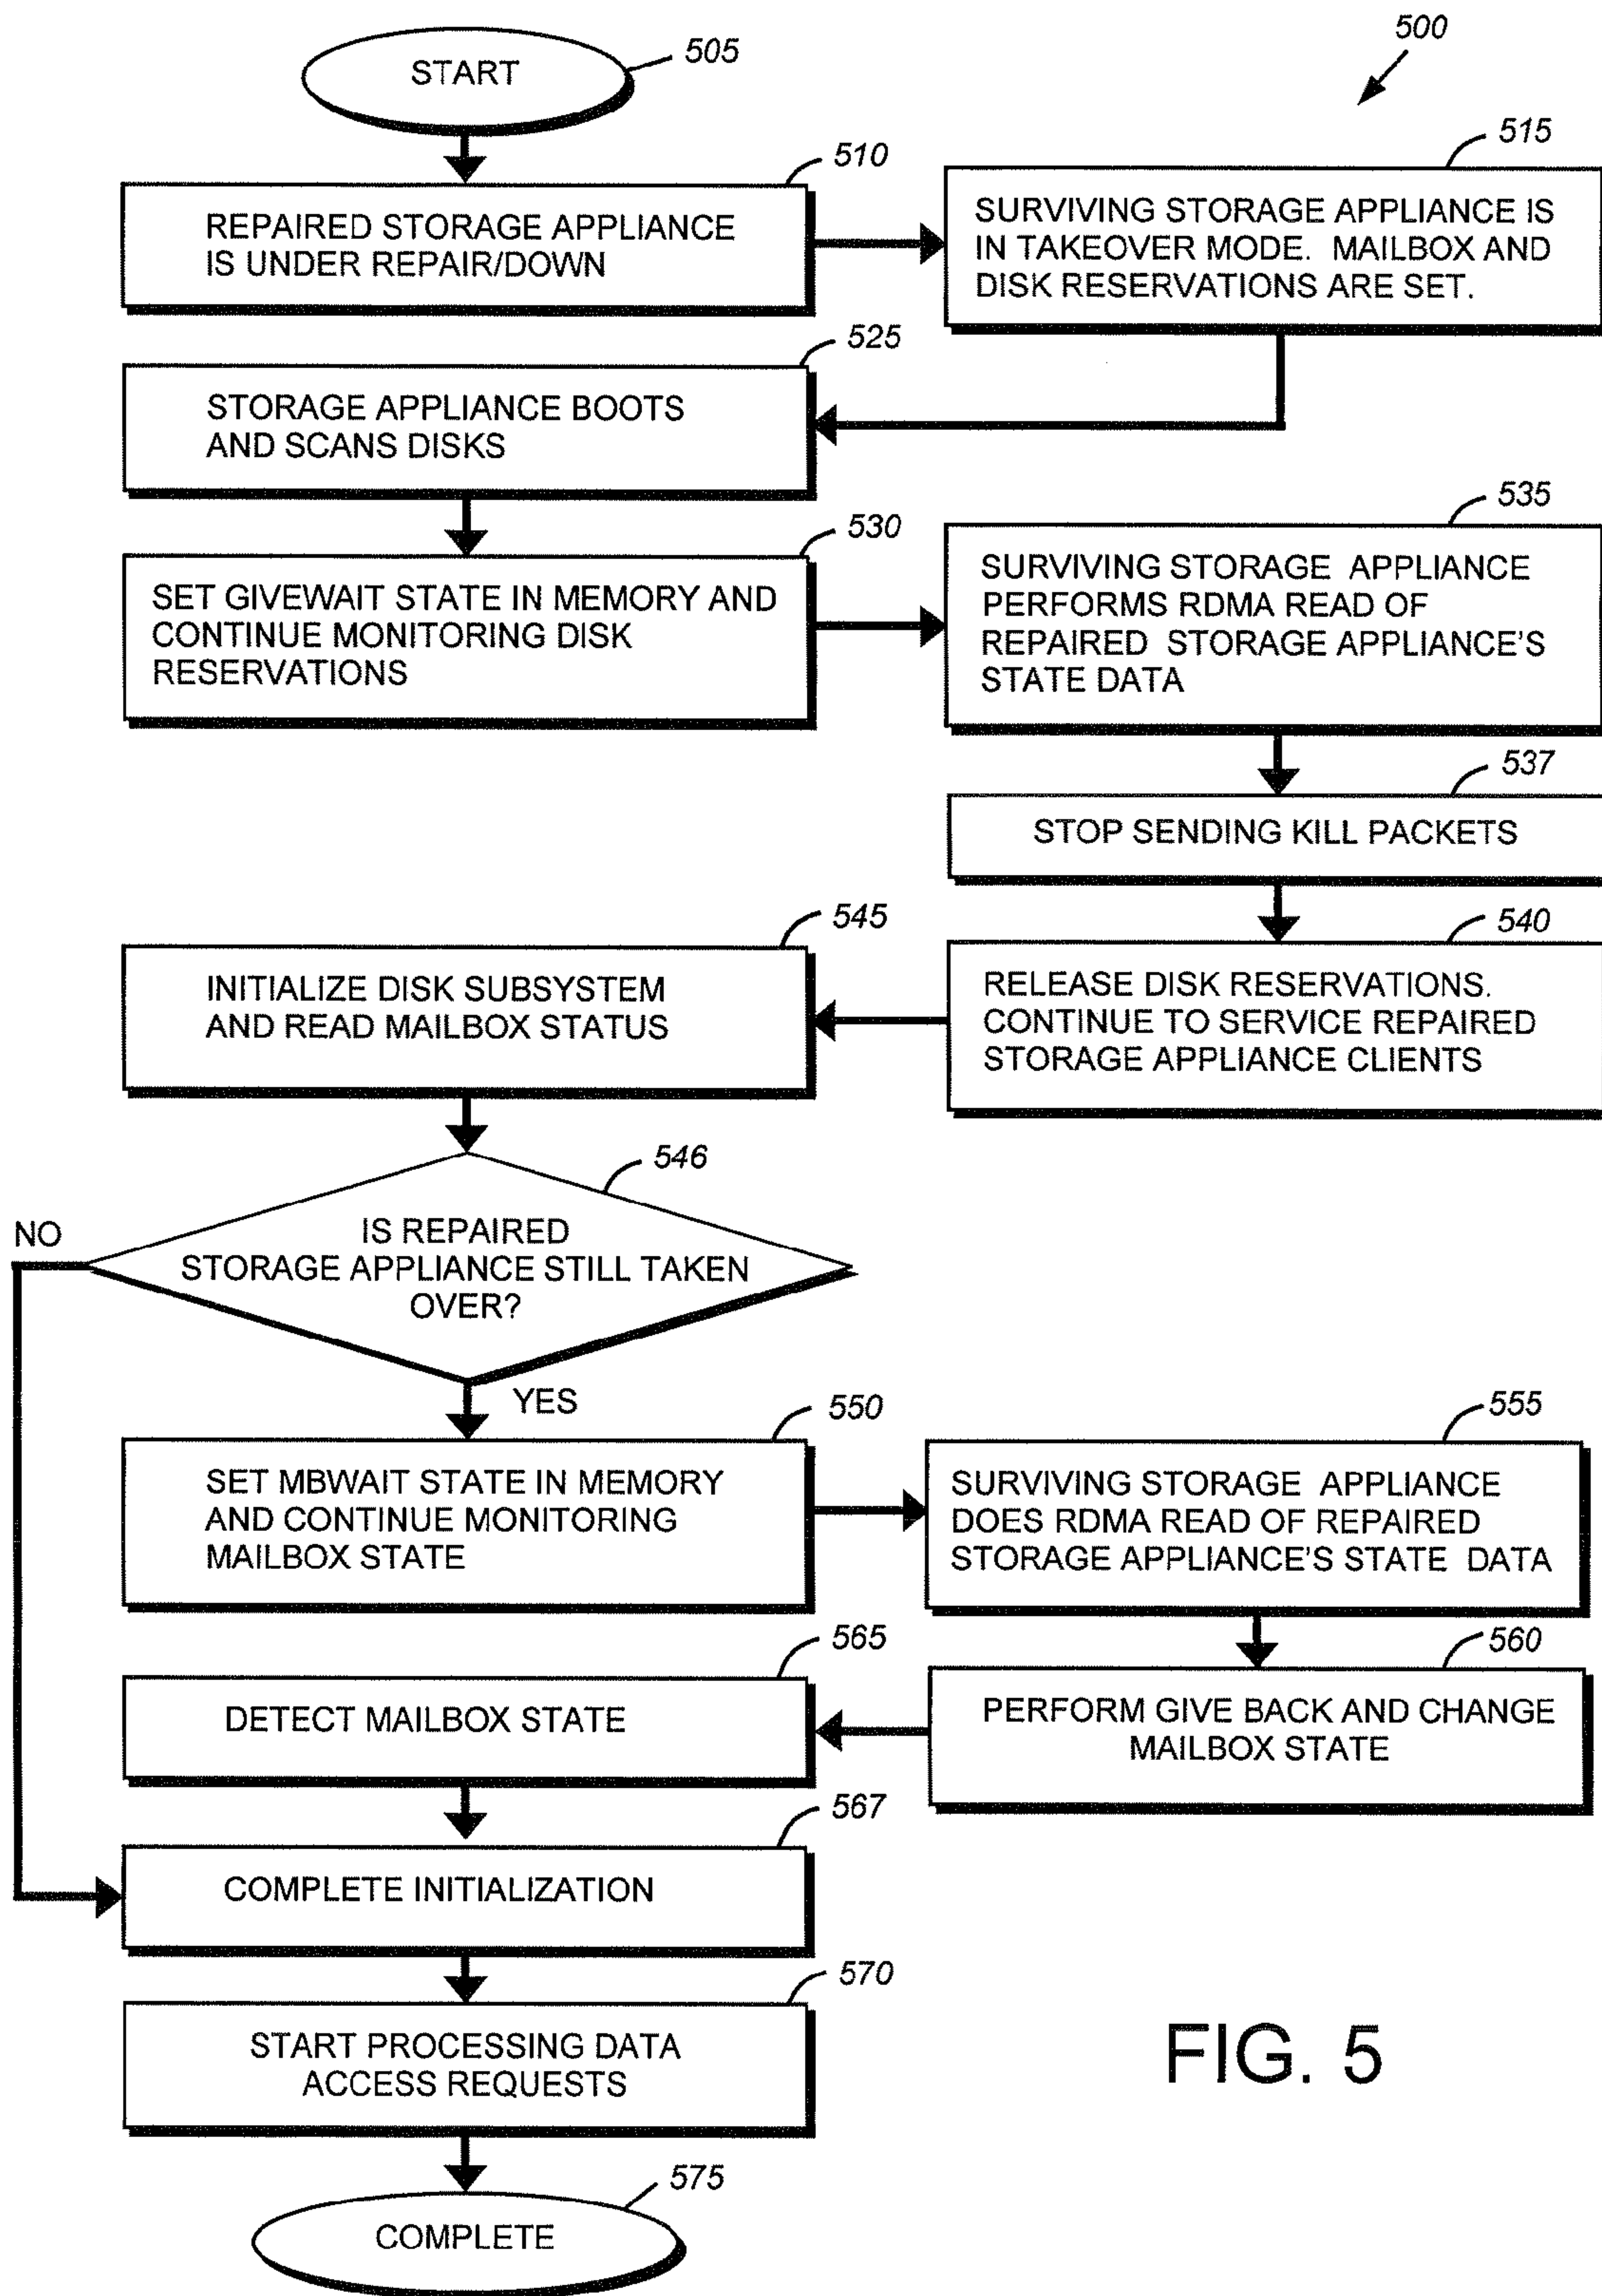 500
START
505
510
REPAIRED STORAGE APPLIANCE
IS UNDER REPAIR/DOWN
515
SURVIVING STORAGE APPLIANCE IS
IN TAKEOVER MODE. MAILBOX AND
DISK RESERVATIONS ARE SET.
525
STORAGE APPLIANCE BOOTS
AND SCANS DISKS
530
SET GIVEWAIT STATE IN MEMORY AND
CONTINUE MONITORING DISK
RESERVATIONS
535
SURVIVING STORAGE APPLIANCE
PERFORMS RDMA READ OF
REPAIRED STORAGE APPLIANCE'S
STATE DATA
537
STOP SENDING KILL PACKETS
540
RELEASE DISK RESERVATIONS.
CONTINUE TO SERVICE REPAIRED
STORAGE APPLIANCE CLIENTS
545
INITIALIZE DISK SUBSYSTEM
AND READ MAILBOX STATUS
546
IS REPAIRED
STORAGE APPLIANCE STILL TAKEN
OVER?
NO
YES
550
SET MBWAIT STATE IN MEMORY
AND CONTINUE MONITORING
MAILBOX STATE
555
SURVIVING STORAGE APPLIANCE
DOES RDMA READ OF REPAIRED
STORAGE APPLIANCE'S STATE DATA
560
PERFORM GIVE BACK AND CHANGE
MAILBOX STATE
565
DETECT MAILBOX STATE
567
COMPLETE INITIALIZATION
570
START PROCESSING DATA
ACCESS REQUESTS
575
COMPLETE
FIG. 5